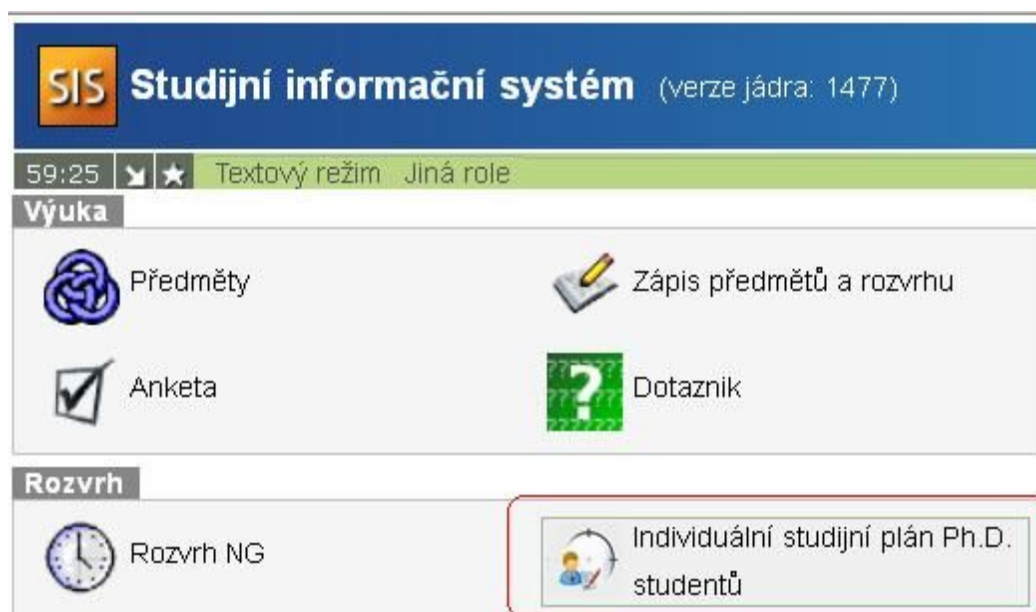 SIS Studijní informační systém (verze jádra: 1477)
59:25 Textový režim Jiná role
Výuka
Předměty Zápis předmětů a rozvrhu
Anketa ? Dotaznik
Rozvrh
Rozvrh NG Individuální studijní plán Ph.D.
studentů